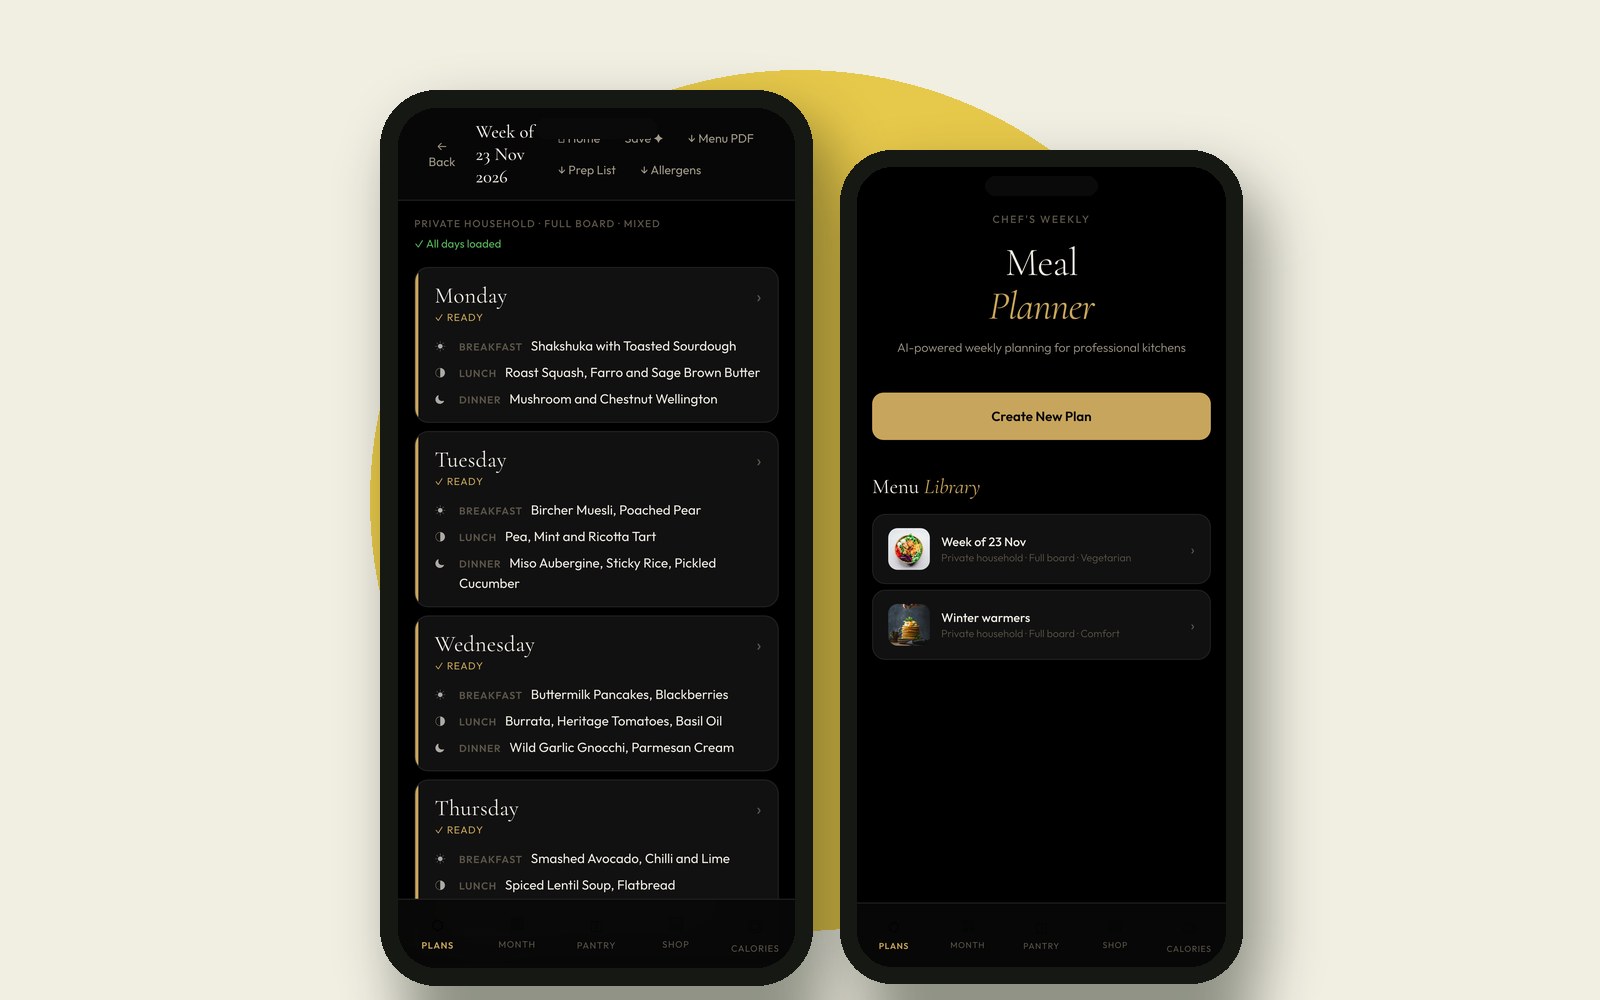 ← Back
Week of 23 Nov 2026
Home
Save ✦
↓ Menu PDF
↓ Prep List
↓ Allergens
PRIVATE HOUSEHOLD · FULL BOARD · MIXED
✓ All days loaded
Monday ›
✓ READY
BREAKFAST Shakshuka with Toasted Sourdough
LUNCH Roast Squash, Farro and Sage Brown Butter
DINNER Mushroom and Chestnut Wellington
Tuesday ›
✓ READY
BREAKFAST Bircher Muesli, Poached Pear
LUNCH Pea, Mint and Ricotta Tart
DINNER Miso Aubergine, Sticky Rice, Pickled
Cucumber
Wednesday ›
✓ READY
BREAKFAST Buttermilk Pancakes, Blackberries
LUNCH Burrata, Heritage Tomatoes, Basil Oil
DINNER Wild Garlic Gnocchi, Parmesan Cream
Thursday ›
✓ READY
BREAKFAST Smashed Avocado, Chilli and Lime
LUNCH Spiced Lentil Soup, Flatbread
PLANS
MONTH
PANTRY
SHOP
CALORIES
CHEF'S WEEKLY
Meal
Planner
AI-powered weekly planning for professional kitchens
Create New Plan
Menu Library
Week of 23 Nov ›
Private household · Full board · Vegetarian
Winter warmers ›
Private household · Full board · Comfort
PLANS
MONTH
PANTRY
SHOP
CALORIES